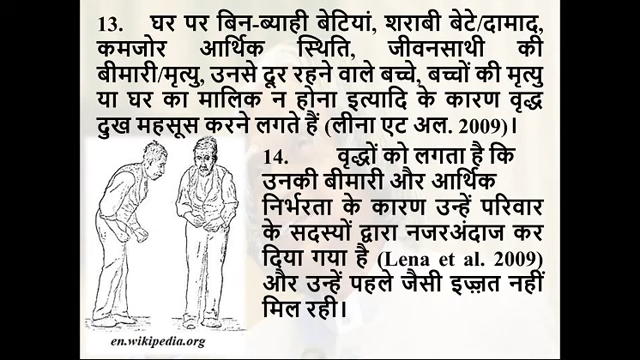 13. घर पर बिन-ब्याही बेटियां, शराबी बेटे/दामाद,
कमजोर आर्थिक स्थिति, जीवनसाथी की
बीमारी/मृत्यु, उनसे दूर रहने वाले बच्चे, बच्चों की मृत्यु
या घर का मालिक न होना इत्यादि के कारण वृद्ध
दुख महसूस करने लगते हैं (लीना एट अल. 2009)।
14. वृद्धों को लगता है कि
उनकी बीमारी और आर्थिक
निर्भरता के कारण उन्हें परिवार
के सदस्यों द्वारा नजरअंदाज कर
दिया गया है (Lena et al. 2009)
और उन्हें पहले जैसी इज़्ज़त नहीं
मिल रही।
en.wikipedia.org